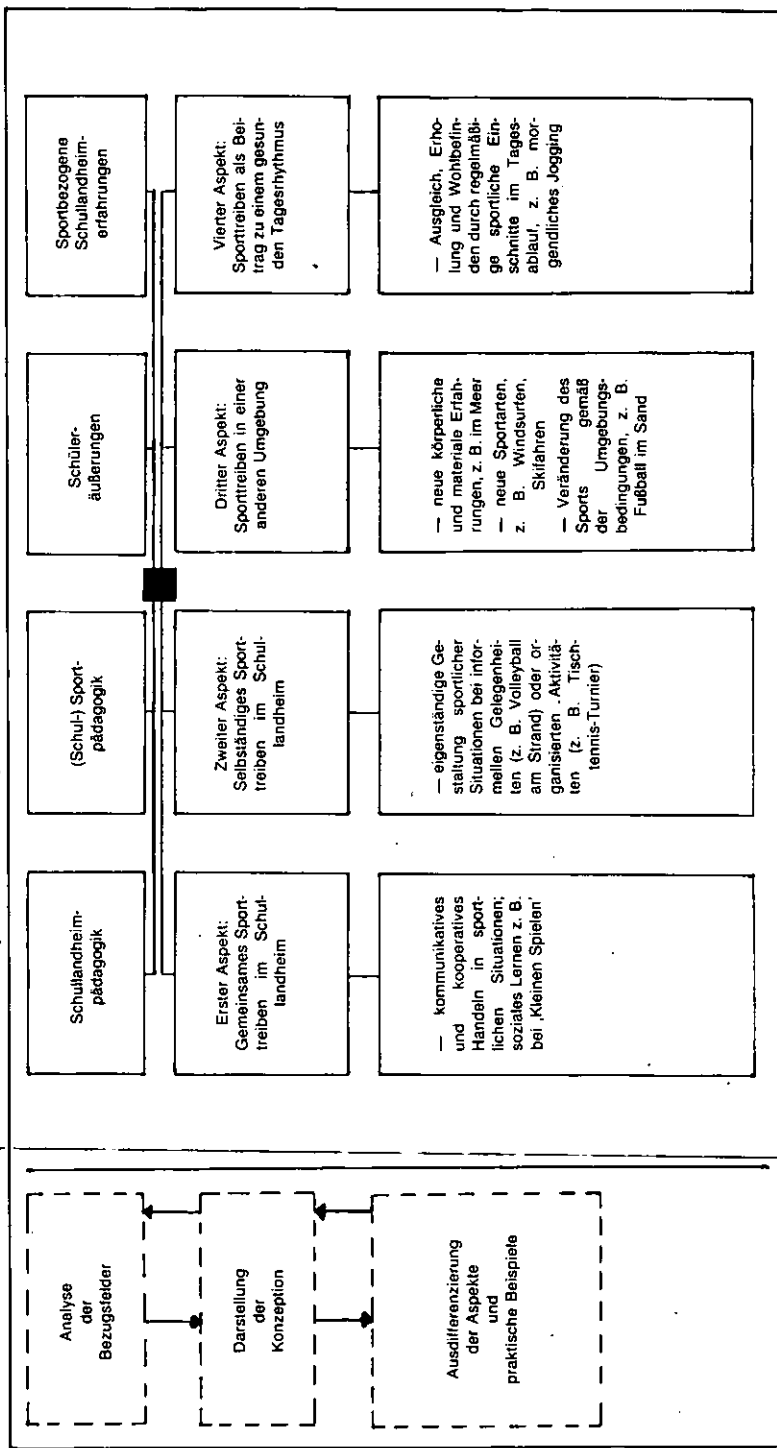 Analyse
der
Bezugsfelder
Schullandheim-
pädagogik
(Schul-) Sport-
pädagogik
Schüler-
äußerungen
Sportbezogene
Schullandheim-
erfahrungen
Darstellung
der
Konzeption
Erster Aspekt:
Gemeinsames Sport-
treiben im Schul-
landheim
Zweiter Aspekt:
Selbständiges Sport-
treiben im Schul-
landheim
Dritter Aspekt:
Sporttreiben in einer
anderen Umgebung
Vierter Aspekt:
Sporttreiben als Bei-
trag zu einem gesun-
den Tagesrhythmus
Ausdifferenzierung
der Aspekte
und
praktische Beispiele
— kommunikatives
und kooperatives
Handeln in sport-
lichen Situationen;
soziales Lernen z. B.
bei ‚Kleinen Spielen'
— eigenständige Ge-
staltung sportlicher
Situationen bei infor-
mellen Gelegenhei-
ten (z. B. Volleyball
am Strand) oder or-
ganisierten Aktivitä-
ten (z. B. Tisch-
tennis-Turnier)
— neue körperliche
und materiale Erfah-
rungen, z. B. im Meer
— neue Sportarten,
z. B. Windsurfen,
Skifahren
— Veränderung des
Sports gemäß
der Umgebungs-
bedingungen, z. B.
Fußball im Sand
— Ausgleich, Erho-
lung und Wohlbefin-
den durch regelmäßi-
ge sportliche Ein-
schnitte im Tages-
ablauf, z. B. mor-
gendliches Jogging